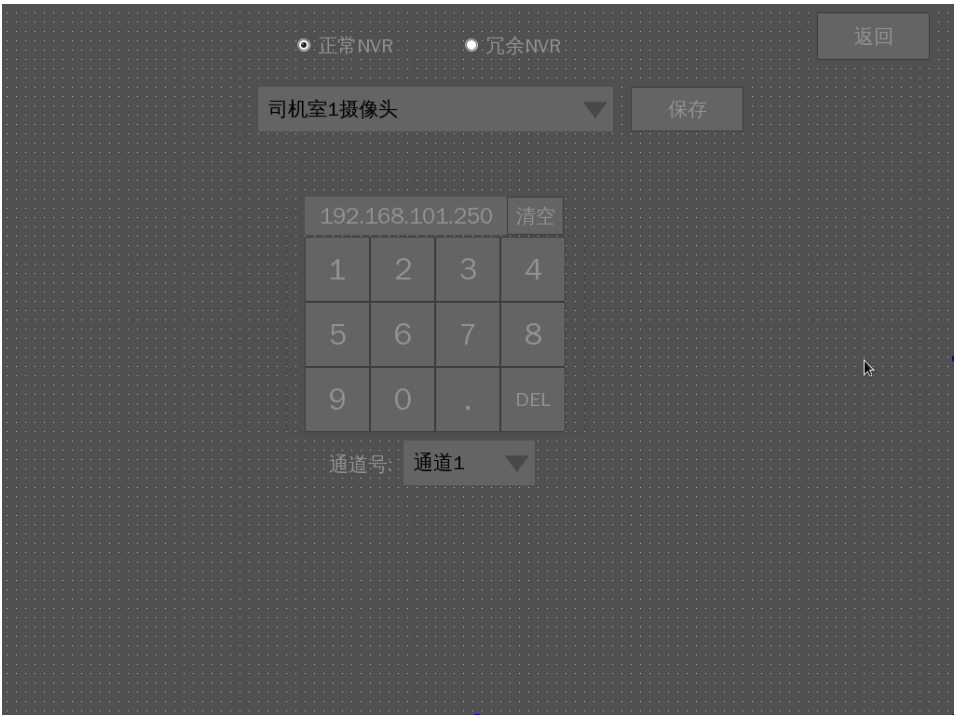 正常NVR 冗余NVR 返回
司机室1摄像头 保存
192.168.101.250 清空
1 2 3 4
5 6 7 8
9 0 . DEL
通道号: 通道1